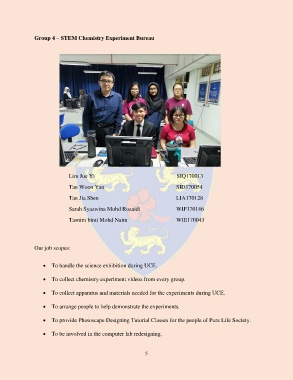 Group 4 – STEM Chemistry Experiment Bureau
Lim Jue Yi SIQ170013
Tan Woon Yan SID170054
Tan Jia Shen LIA170128
Sarah Syazwina Mohd Rosaidi WIF170146
Tasnim binti Mohd Naim WIE170043
Our job scopes:
• To handle the science exhibition during UCE.
• To collect chemistry experiment videos from every group.
• To collect apparatus and materials needed for the experiments during UCE.
• To arrange people to help demonstrate the experiments.
• To provide Photoscape Designing Tutorial Classes for the people of Pure Life Society.
• To be involved in the computer lab redesigning.
5